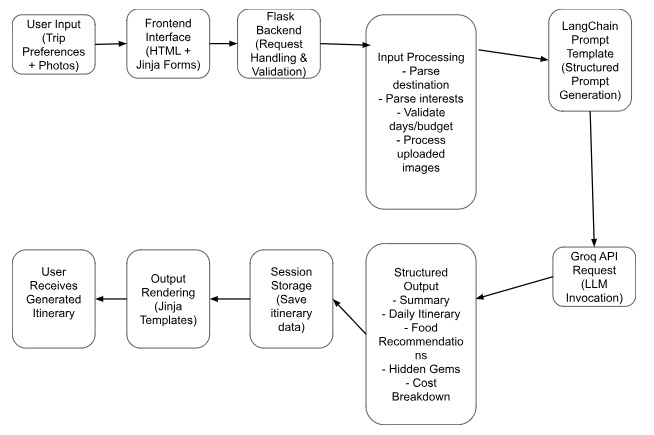 User Input
(Trip
Preferences
+ Photos)
Frontend
Interface
(HTML +
Jinja Forms)
Flask
Backend
(Request
Handling &
Validation)
Input Processing
- Parse
destination
- Parse interests
- Validate
days/budget
- Process
uploaded
images
LangChain
Prompt
Template
(Structured
Prompt
Generation)
Groq API
Request
(LLM
Invocation)
Structured
Output
- Summary
- Daily Itinerary
- Food
Recommendatio
ns
- Hidden Gems
- Cost
Breakdown
Session
Storage
(Save
itinerary
data)
Output
Rendering
(Jinja
Templates)
User
Receives
Generated
Itinerary